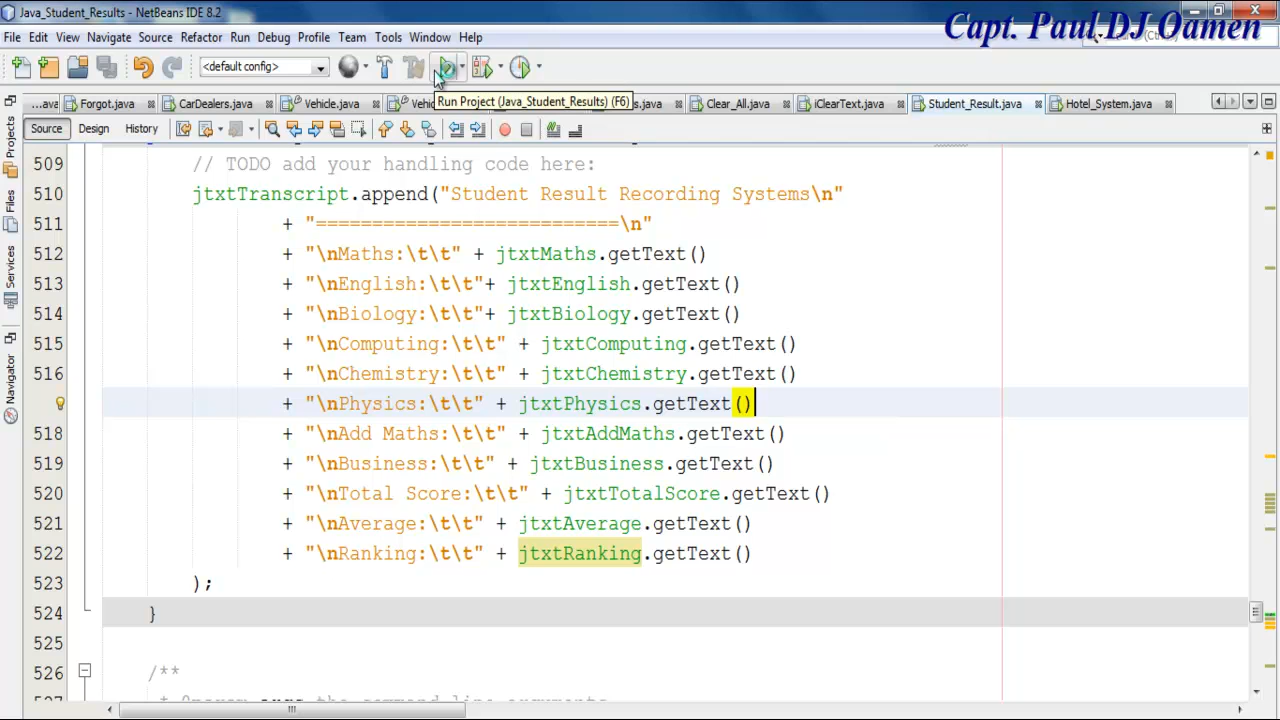 Java_Student_Results - NetBeans IDE 8.2
Capt. Paul DJ Oamen
File Edit View Navigate Source Refactor Run Debug Profile Team Tools Window Help
<default config>
Run Project (Java_Student_Results) (F6)
...ava Forgot.java CarDealers.java Vehicle.java Clear_All.java iClearText.java Student_Result.java Hotel_System.java
Source Design History
Projects
Files
Services
Navigator
509 // TODO add your handling code here:
510 jtxtTranscript.append("Student Result Recording Systems\n"
511 + "===========================\n"
512 + "\nMaths:\t\t" + jtxtMaths.getText()
513 + "\nEnglish:\t\t"+ jtxtEnglish.getText()
514 + "\nBiology:\t\t"+ jtxtBiology.getText()
515 + "\nComputing:\t\t" + jtxtComputing.getText()
516 + "\nChemistry:\t\t" + jtxtChemistry.getText()
+ "\nPhysics:\t\t" + jtxtPhysics.getText()
518 + "\nAdd Maths:\t\t" + jtxtAddMaths.getText()
519 + "\nBusiness:\t\t" + jtxtBusiness.getText()
520 + "\nTotal Score:\t\t" + jtxtTotalScore.getText()
521 + "\nAverage:\t\t" + jtxtAverage.getText()
522 + "\nRanking:\t\t" + jtxtRanking.getText()
523 );
524 }
525
526 /**